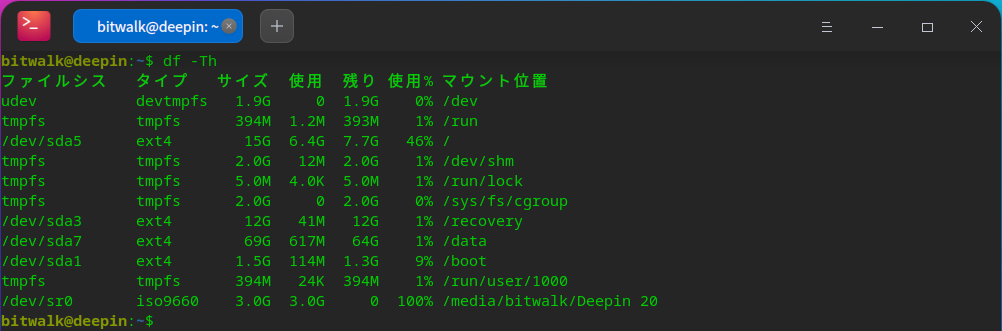 bitwalk@deepin: ~
bitwalk@deepin:~$ df -Th
ファイルシス   タイプ   サイズ  使用  残り 使用% マウント位置
udev           devtmpfs   1.9G     0  1.9G    0% /dev
tmpfs          tmpfs      394M  1.2M  393M    1% /run
/dev/sda5      ext4        15G  6.4G  7.7G   46% /
tmpfs          tmpfs      2.0G   12M  2.0G    1% /dev/shm
tmpfs          tmpfs      5.0M  4.0K  5.0M    1% /run/lock
tmpfs          tmpfs      2.0G     0  2.0G    0% /sys/fs/cgroup
/dev/sda3      ext4        12G   41M   12G    1% /recovery
/dev/sda7      ext4        69G  617M   64G    1% /data
/dev/sda1      ext4       1.5G  114M  1.3G    9% /boot
tmpfs          tmpfs      394M   24K  394M    1% /run/user/1000
/dev/sr0       iso9660    3.0G  3.0G     0  100% /media/bitwalk/Deepin 20
bitwalk@deepin:~$